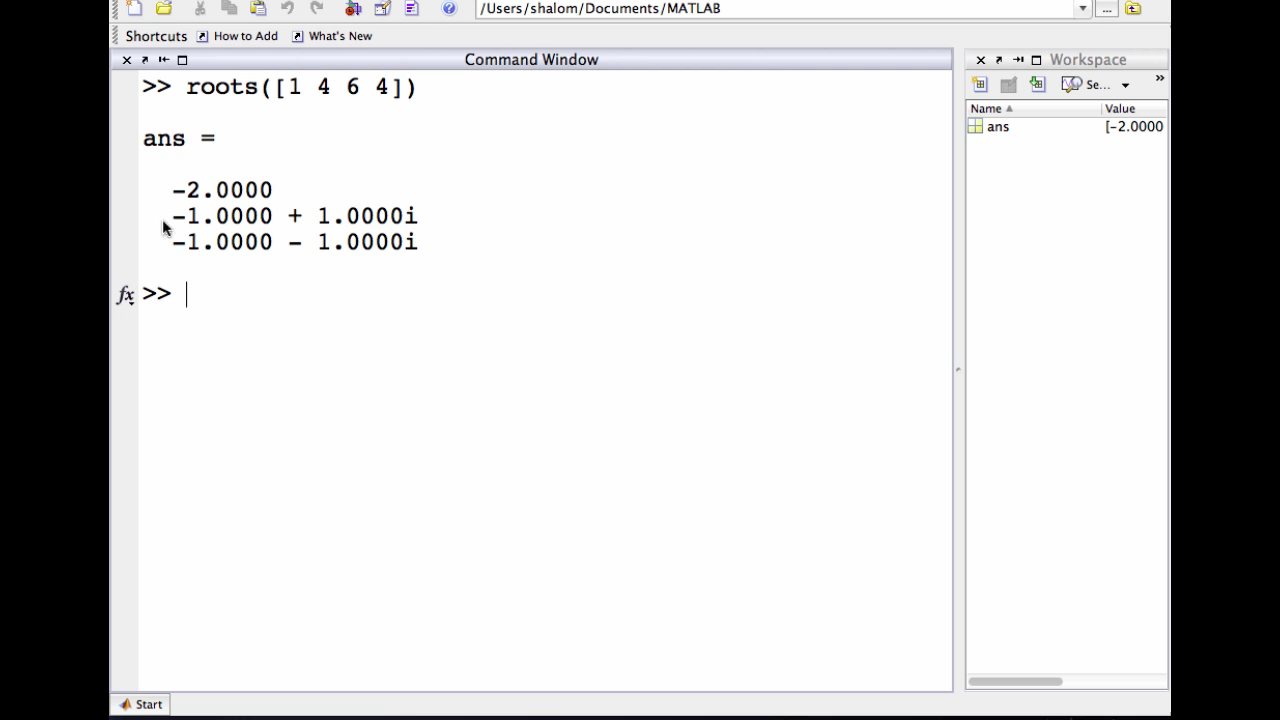 /Users/shalom/Documents/MATLAB
...
Shortcuts How to Add What's New
Command Window
>> roots([1 4 6 4])
ans =
-2.0000
-1.0000 + 1.0000i
-1.0000 - 1.0000i
fx >>
Workspace
Se... »
Name Value
ans [-2.0000
Start